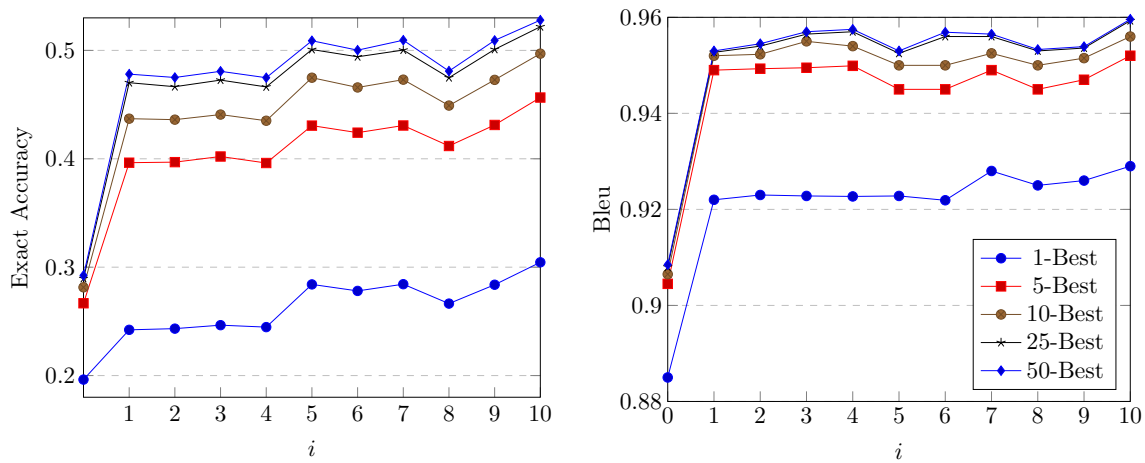 Exact Accuracy
0.5
0.4
0.3
0.2
1 2 3 4 5 6 7 8 9 10
i
Bleu
0.96
0.94
0.92
0.9
0.88
0 1 2 3 4 5 6 7 8 9 10
i
1-Best
5-Best
10-Best
25-Best
50-Best